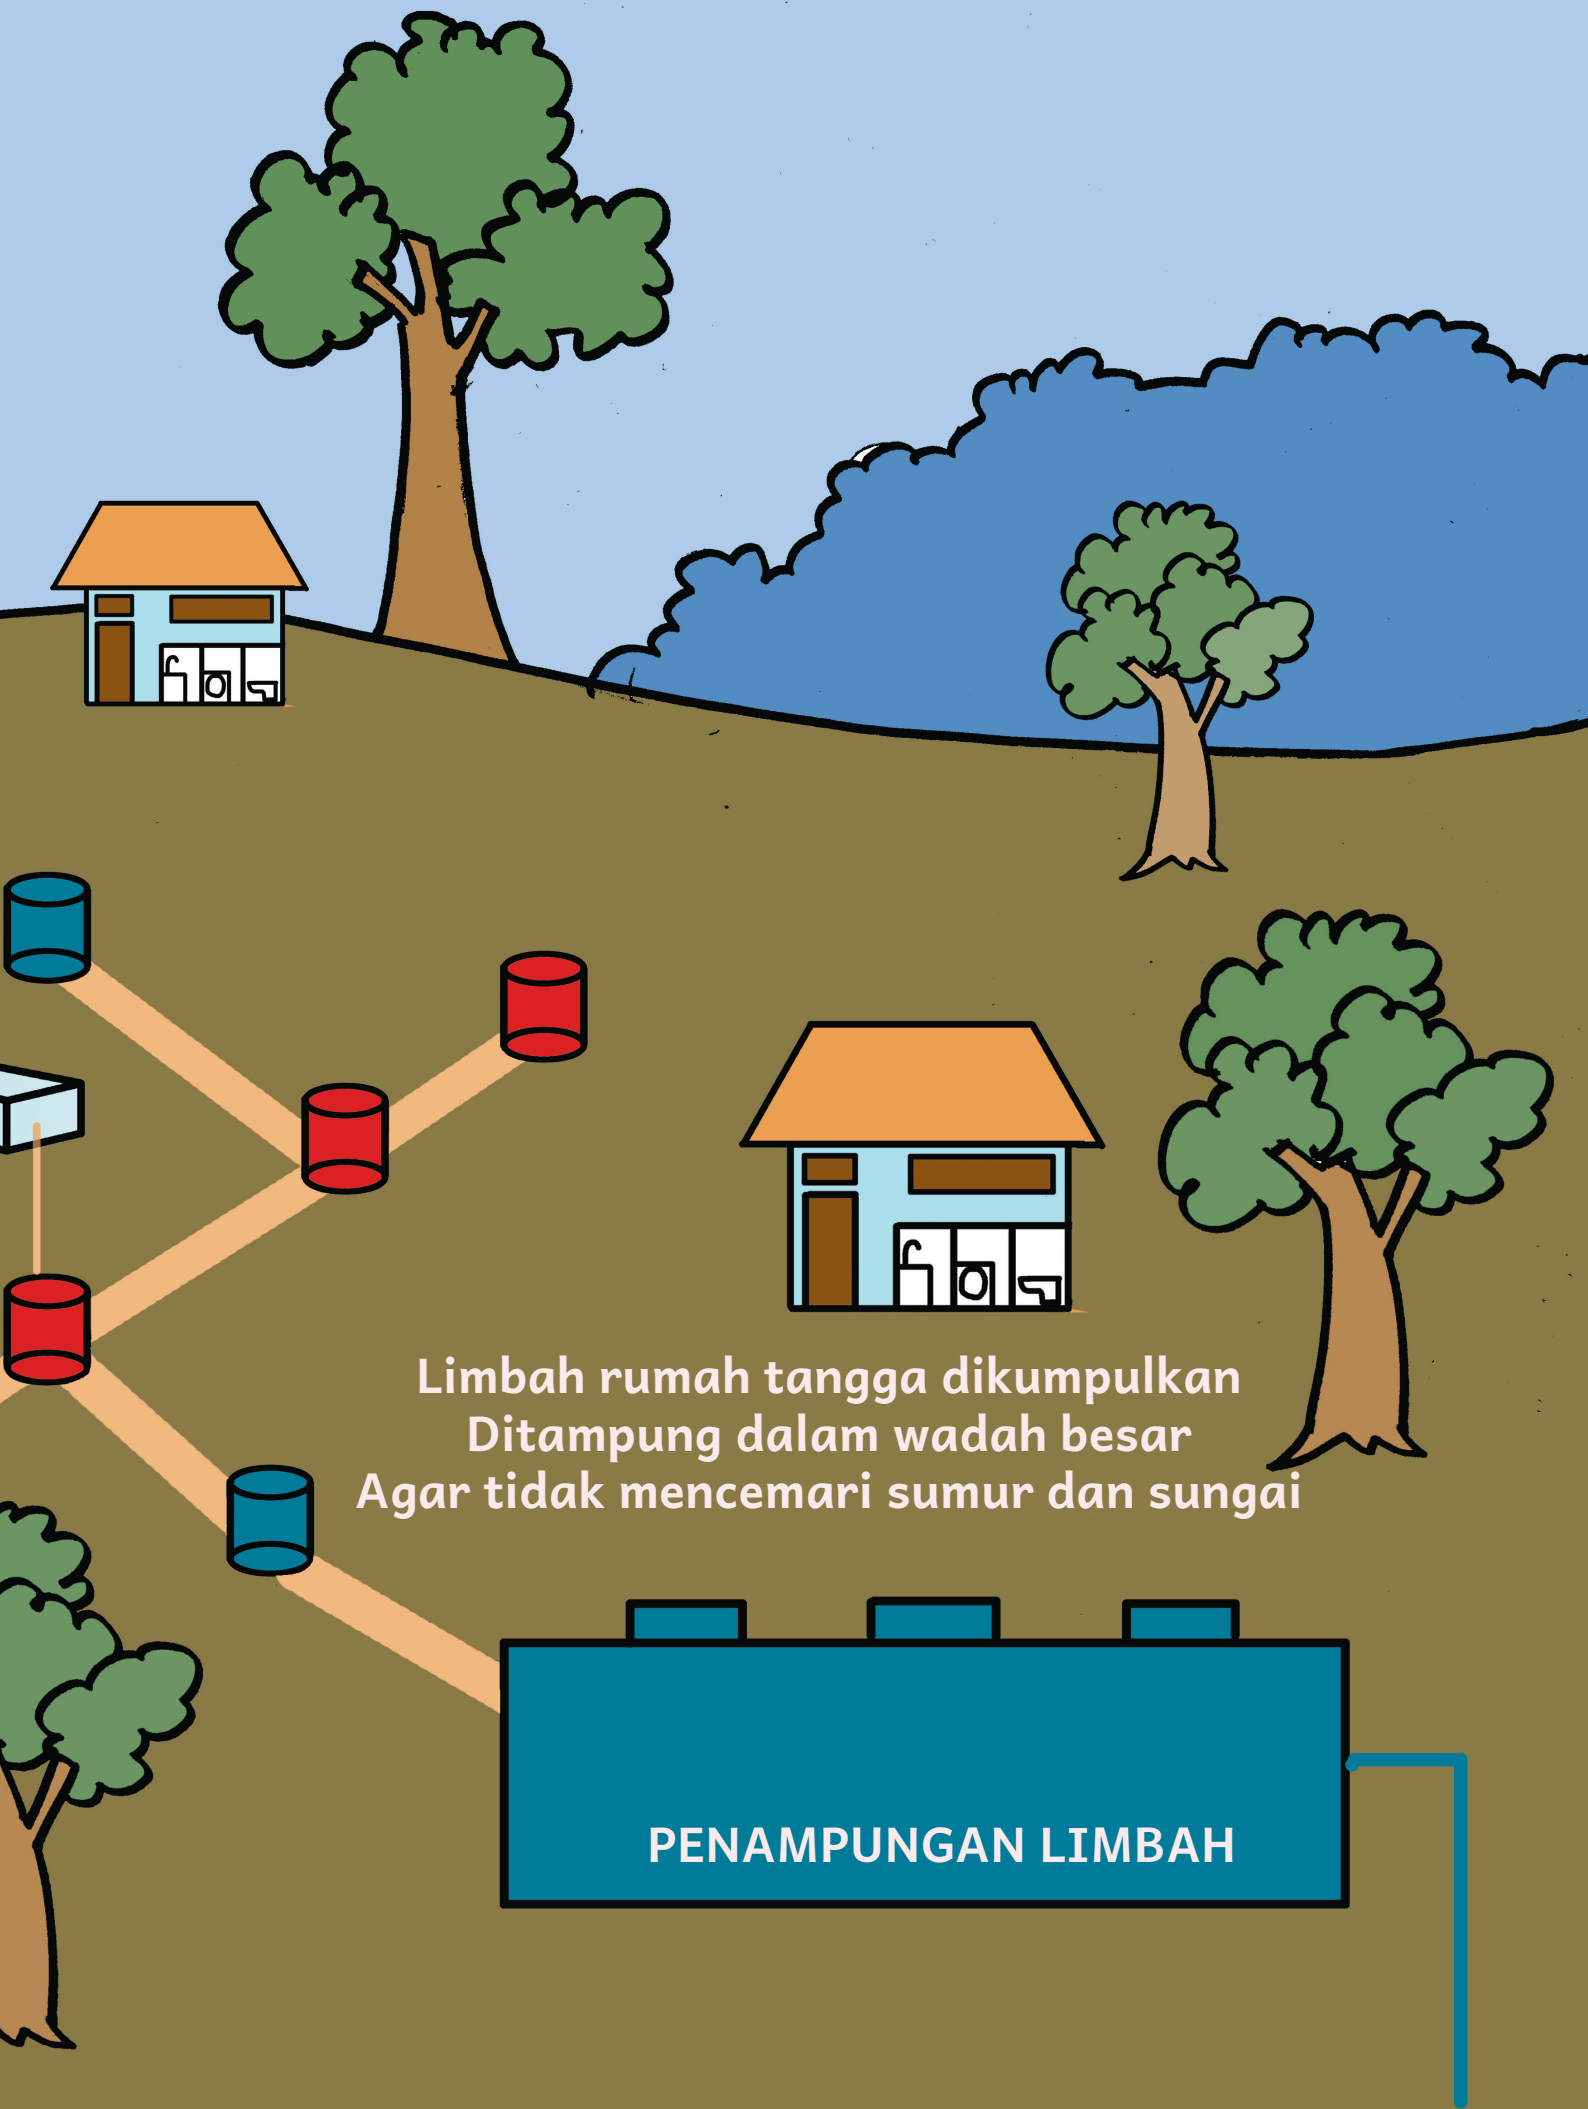 Limbah rumah tangga dikumpulkan
Ditampung dalam wadah besar
Agar tidak mencemari sumur dan sungai
PENAMPUNGAN LIMBAH